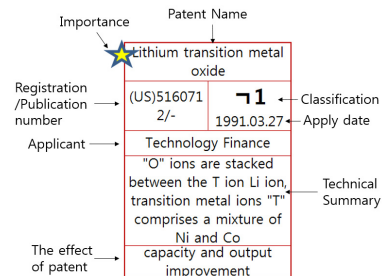 Patent Name
Importance
Lithium transition metal
oxide
Registration
/Publication
number
(US)516071
2/-
ㄱ1
Classification
1991.03.27
Apply date
Applicant
Technology Finance
"O" ions are stacked
between the T ion Li ion,
transition metal ions "T"
comprises a mixture of
Ni and Co
Technical
Summary
The effect
of patent
capacity and output
improvement